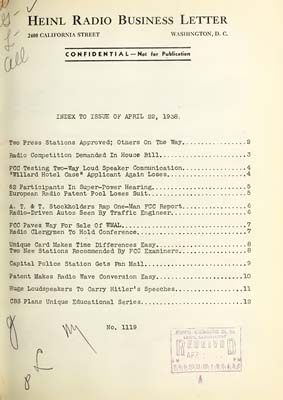 HEINL RADIO BUSINESS LETTER
2400 CALIFORNIA STREET WASHINGTON, D. C.
CONFIDENTIAL—Not for Publication
INDEX TO ISSUE OF APRIL 22, 1938.
Two Press Stations Approved; Others On The Way...............2
Radio Competition Demanded In House Bill.....................3
FCC Testing Two-Way Loud Speaker Communication...............4
"Willard Hotel Case" Applicant Again Loses...................4
62 Participants In Super-Power Hearing.......................5
European Radio Patent Pool Loses Suit........................5
A. T. & T. Stockholders Rap One-Man FCC Report...............6
Radio-Driven Autos Seen By Traffic Engineer..................6
FCC Paves Way For Sale Of WMAL...............................7
Radio Clergymen To Hold Conference...........................7
Unique Card Makes Time Differences Easy......................8
Two New Stations Recommended By FCC Examiners................8
Capital Police Station Gets Fan Mail.........................9
Patent Makes Radio Wave Conversion Easy.....................10
Huge Loudspeakers To Carry Hitler's Speeches................11
CBS Plans Unique Educational Series.........................12
No. 1119
RECEIVED
APR